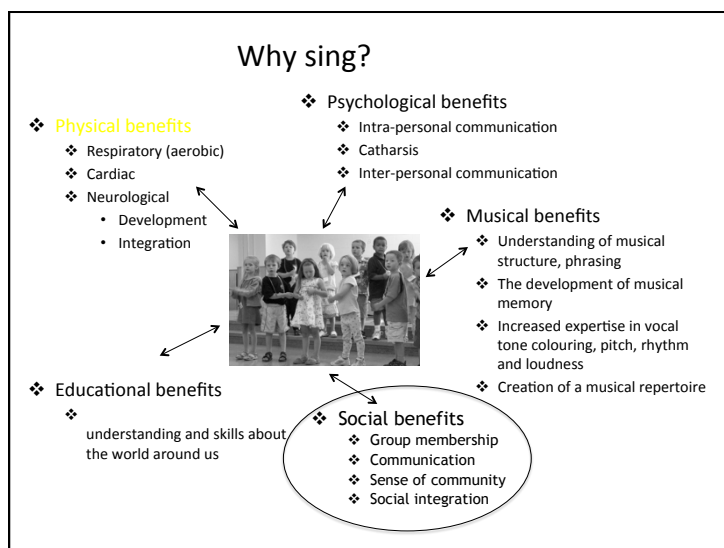 Why sing?
❖ Psychological benefits
❖ Intra-personal communication
❖ Catharsis
❖ Inter-personal communication
❖ Physical benefits
❖ Respiratory (aerobic)
❖ Cardiac
❖ Neurological
• Development
• Integration
❖ Musical benefits
❖ Understanding of musical
structure, phrasing
❖ The development of musical
memory
❖ Increased expertise in vocal
tone colouring, pitch, rhythm
and loudness
❖ Creation of a musical repertoire
❖ Educational benefits
❖
understanding and skills about
the world around us
❖ Social benefits
❖ Group membership
❖ Communication
❖ Sense of community
❖ Social integration